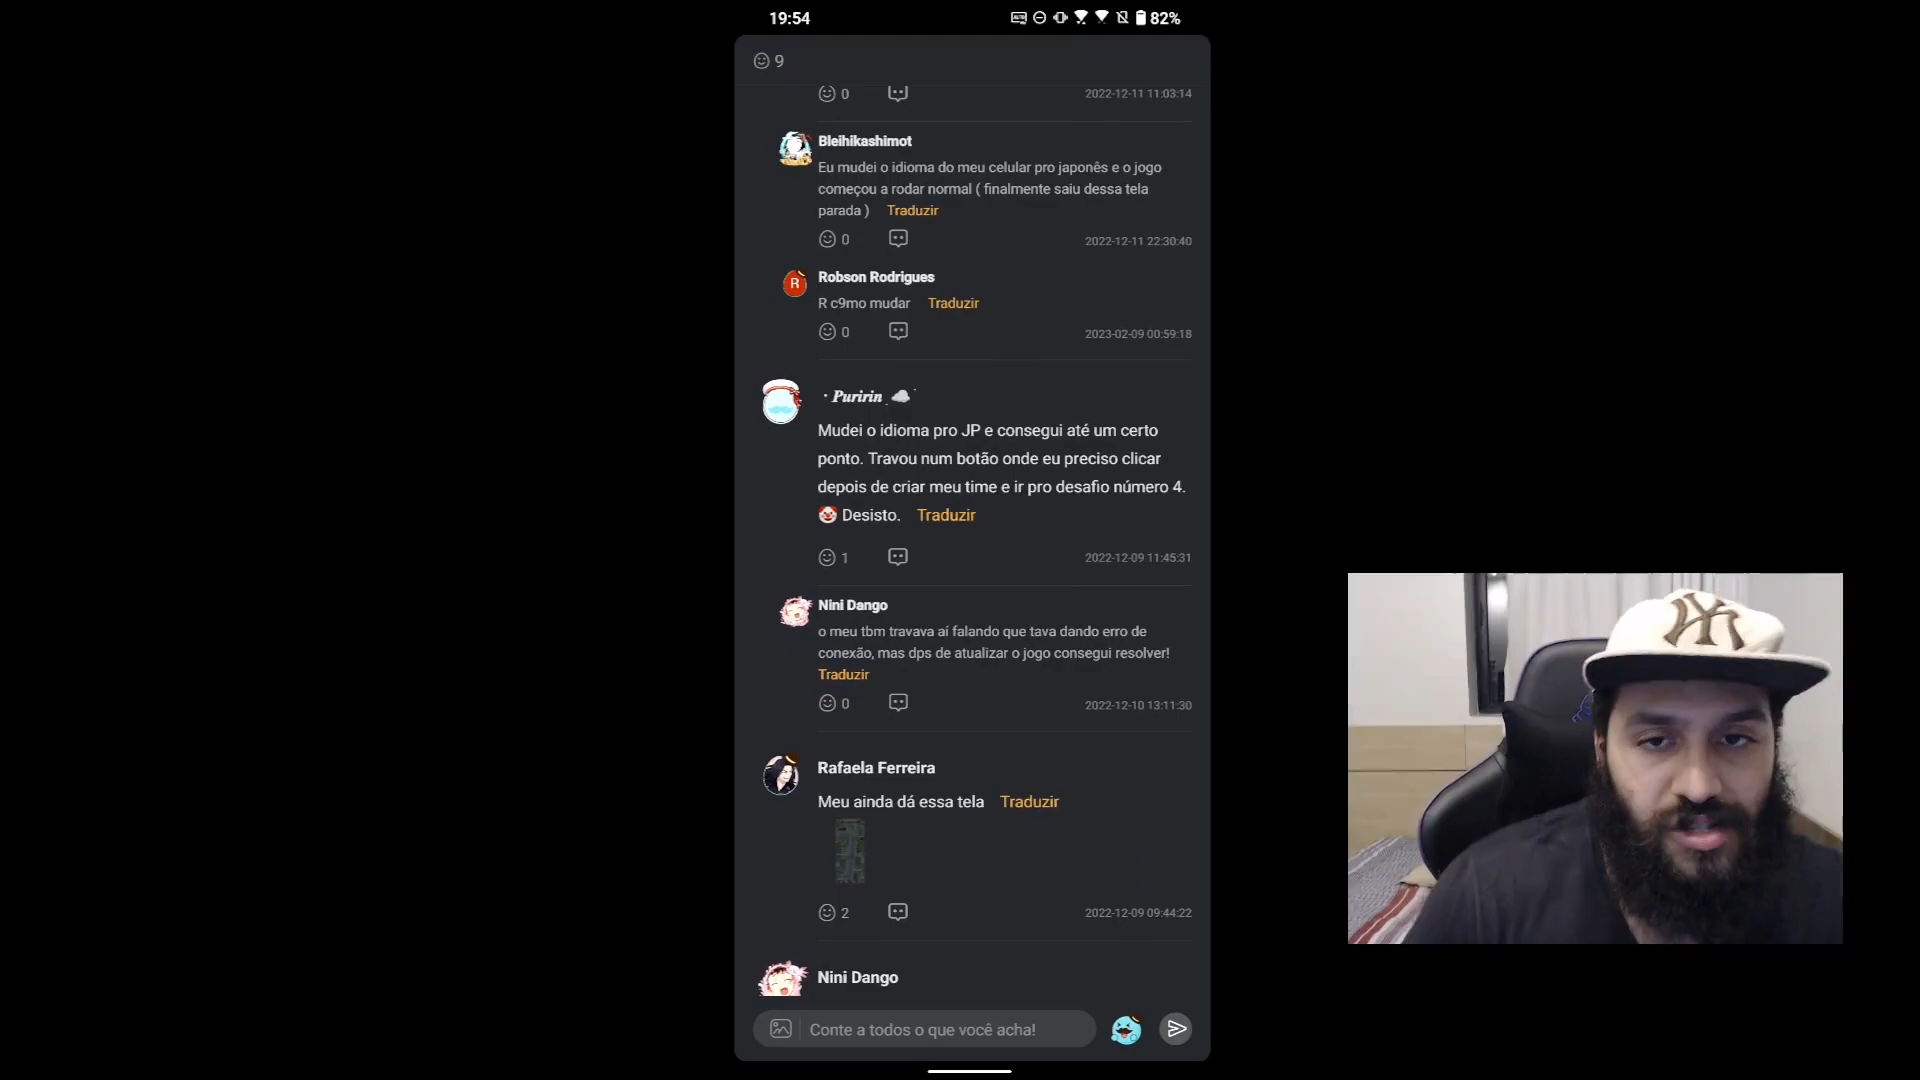 19:54
82%
9
0
2022-12-11 11:03:14
Bleihikashimot
Eu mudei o idioma do meu celular pro japonês e o jogo
começou a rodar normal ( finalmente saiu dessa tela
parada ) Traduzir
0
2022-12-11 22:30:40
R
Robson Rodrigues
R c9mo mudar Traduzir
0
2023-02-09 00:59:18
· Puririn ˛☁️˙
Mudei o idioma pro JP e consegui até um certo
ponto. Travou num botão onde eu preciso clicar
depois de criar meu time e ir pro desafio número 4.
🤡 Desisto. Traduzir
1
2022-12-09 11:45:31
Nini Dango
o meu tbm travava aí falando que tava dando erro de
conexão, mas dps de atualizar o jogo consegui resolver!
Traduzir
0
2022-12-10 13:11:30
Rafaela Ferreira
Meu ainda dá essa tela Traduzir
2
2022-12-09 09:44:22
Nini Dango
Conte a todos o que você acha!
NY